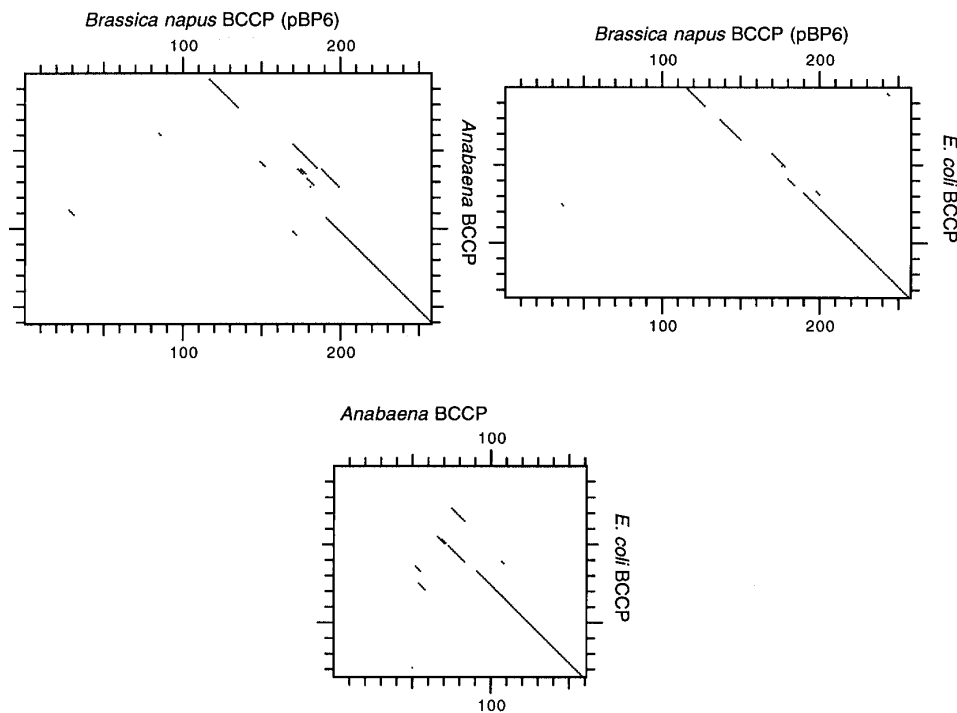 Brassica napus BCCP (pBP6)
100 200
Anabaena BCCP
100 200
Brassica napus BCCP (pBP6)
100 200
E. coli BCCP
100 200
Anabaena BCCP
100
E. coli BCCP
100